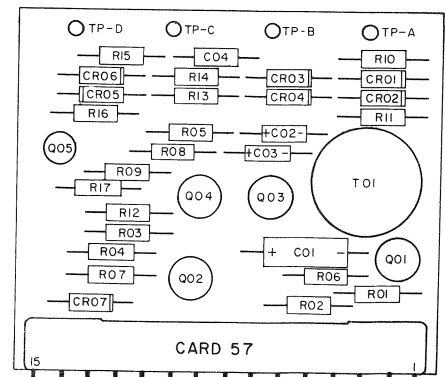 TP-D TP-C TP-B TP-A
R15 C04 R10
CR06 R14 CR03 CR01
CR05 R13 CR04 CR02
R16 R11
R05 +C02-
Q05 R08 +C03-
R09
R17 Q04 Q03 T01
R12
R03
R04 + C01 - Q01
R07 Q02 R06
R01
CR07 R02
CARD 57
15 1